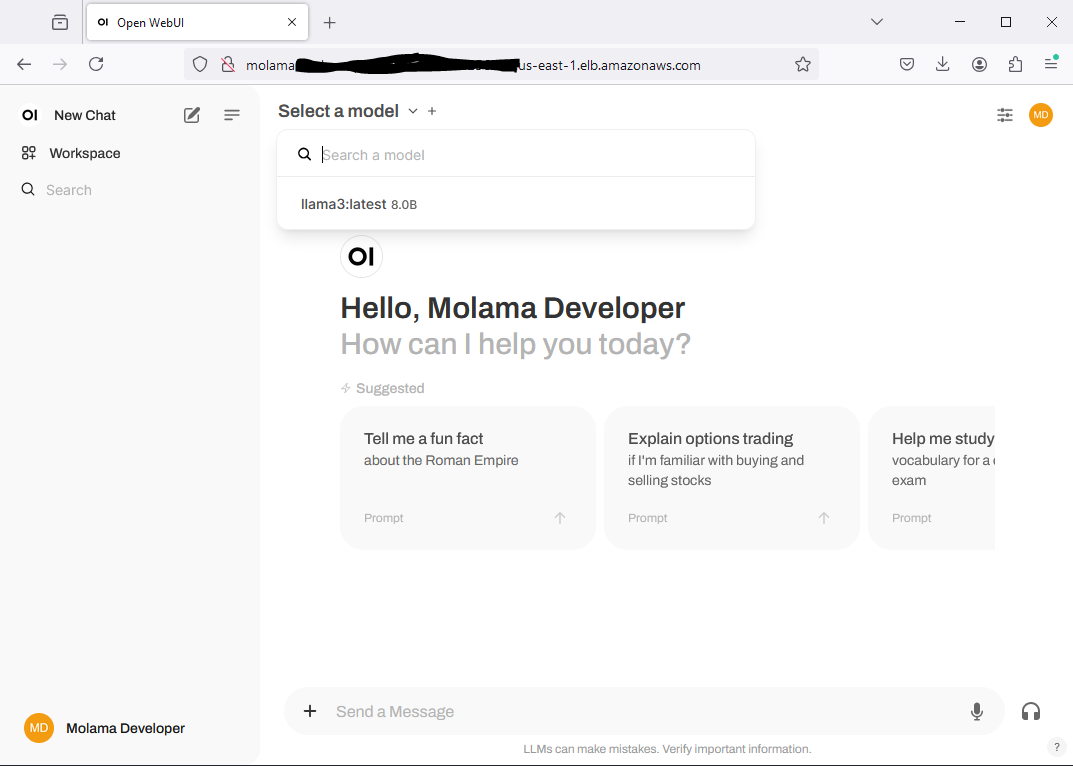 OI Open WebUI
molama us-east-1.elb.amazonaws.com
OI New Chat
Workspace
Search
Select a model
MD
Search a model
llama3:latest 8.0B
OI
Hello, Molama Developer
How can I help you today?
Suggested
Tell me a fun fact
about the Roman Empire
Prompt
Explain options trading
if I'm familiar with buying and
selling stocks
Prompt
Help me study
vocabulary for a
exam
Prompt
Send a Message
MD Molama Developer
LLMs can make mistakes. Verify important information.
?